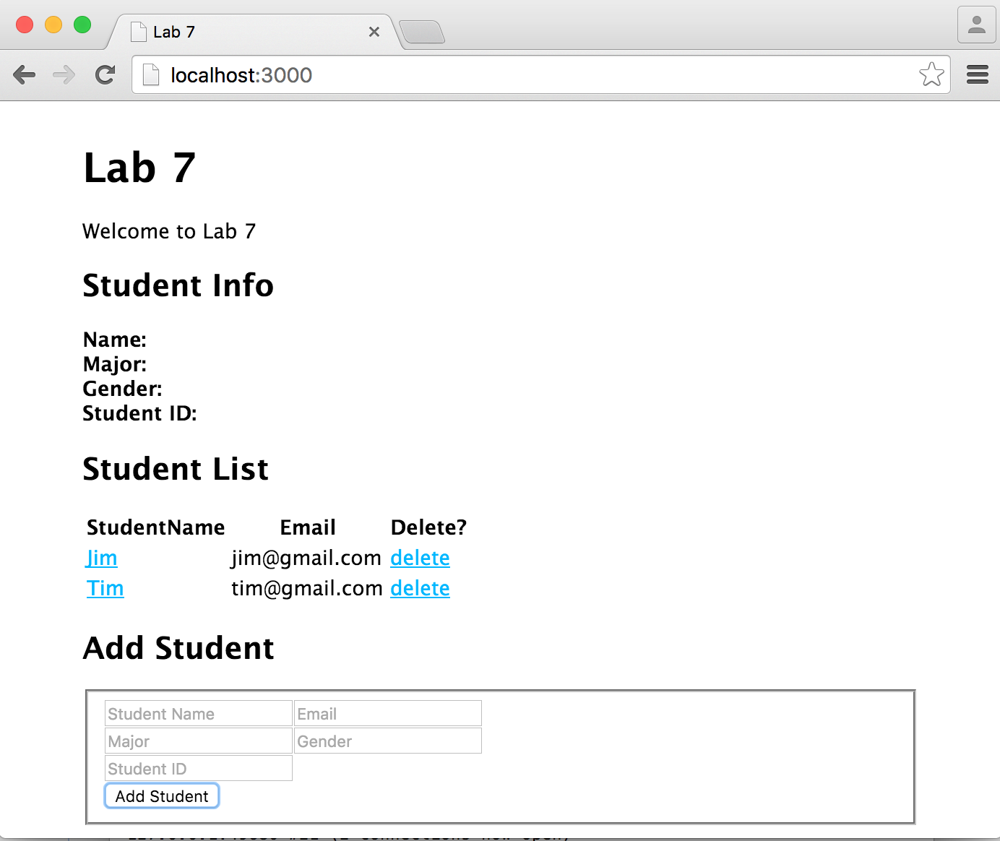 Lab 7
localhost:3000
Lab 7
Welcome to Lab 7
Student Info
Name:
Major:
Gender:
Student ID:
Student List
StudentName Email Delete?
Jim jim@gmail.com delete
Tim tim@gmail.com delete
Add Student
Student Name Email
Major Gender
Student ID
Add Student